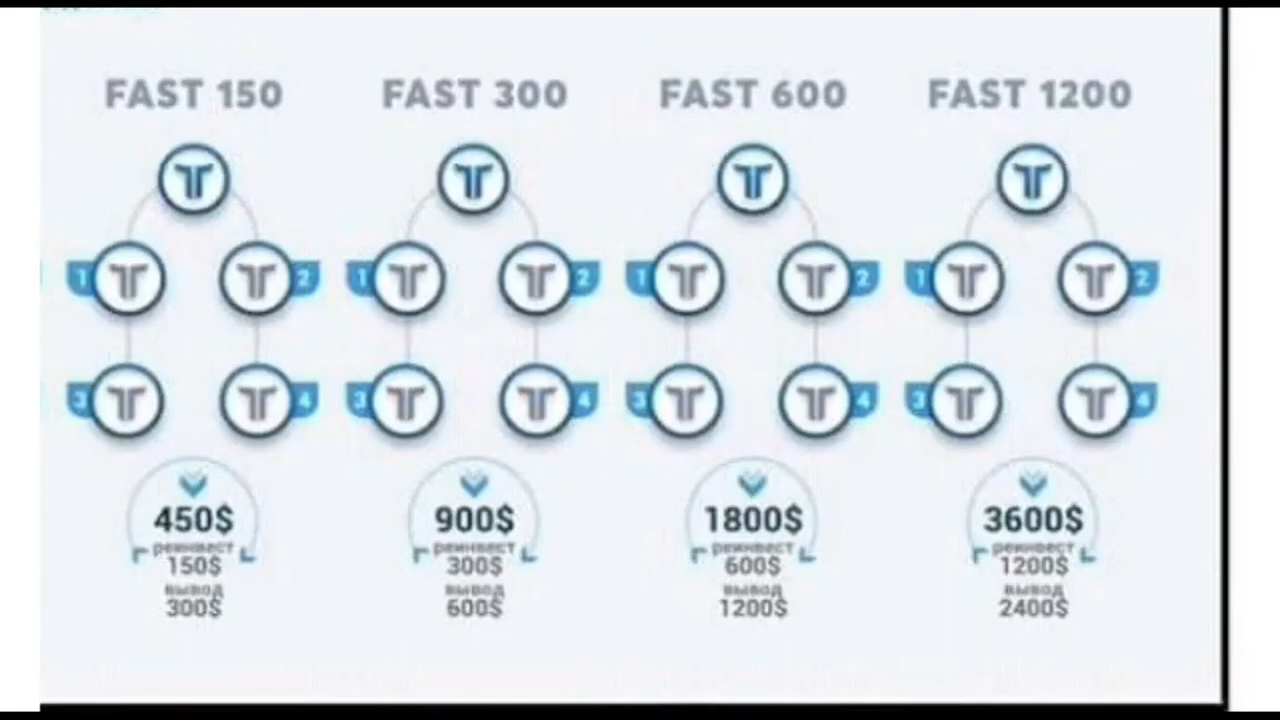 FAST 150
FAST 300
FAST 600
FAST 1200
1
2
1
2
1
2
1
2
3
4
3
4
3
4
3
4
450$
реинвест
150$
вывод
300$
900$
реинвест
300$
вывод
600$
1800$
реинвест
600$
вывод
1200$
3600$
реинвест
1200$
вывод
2400$